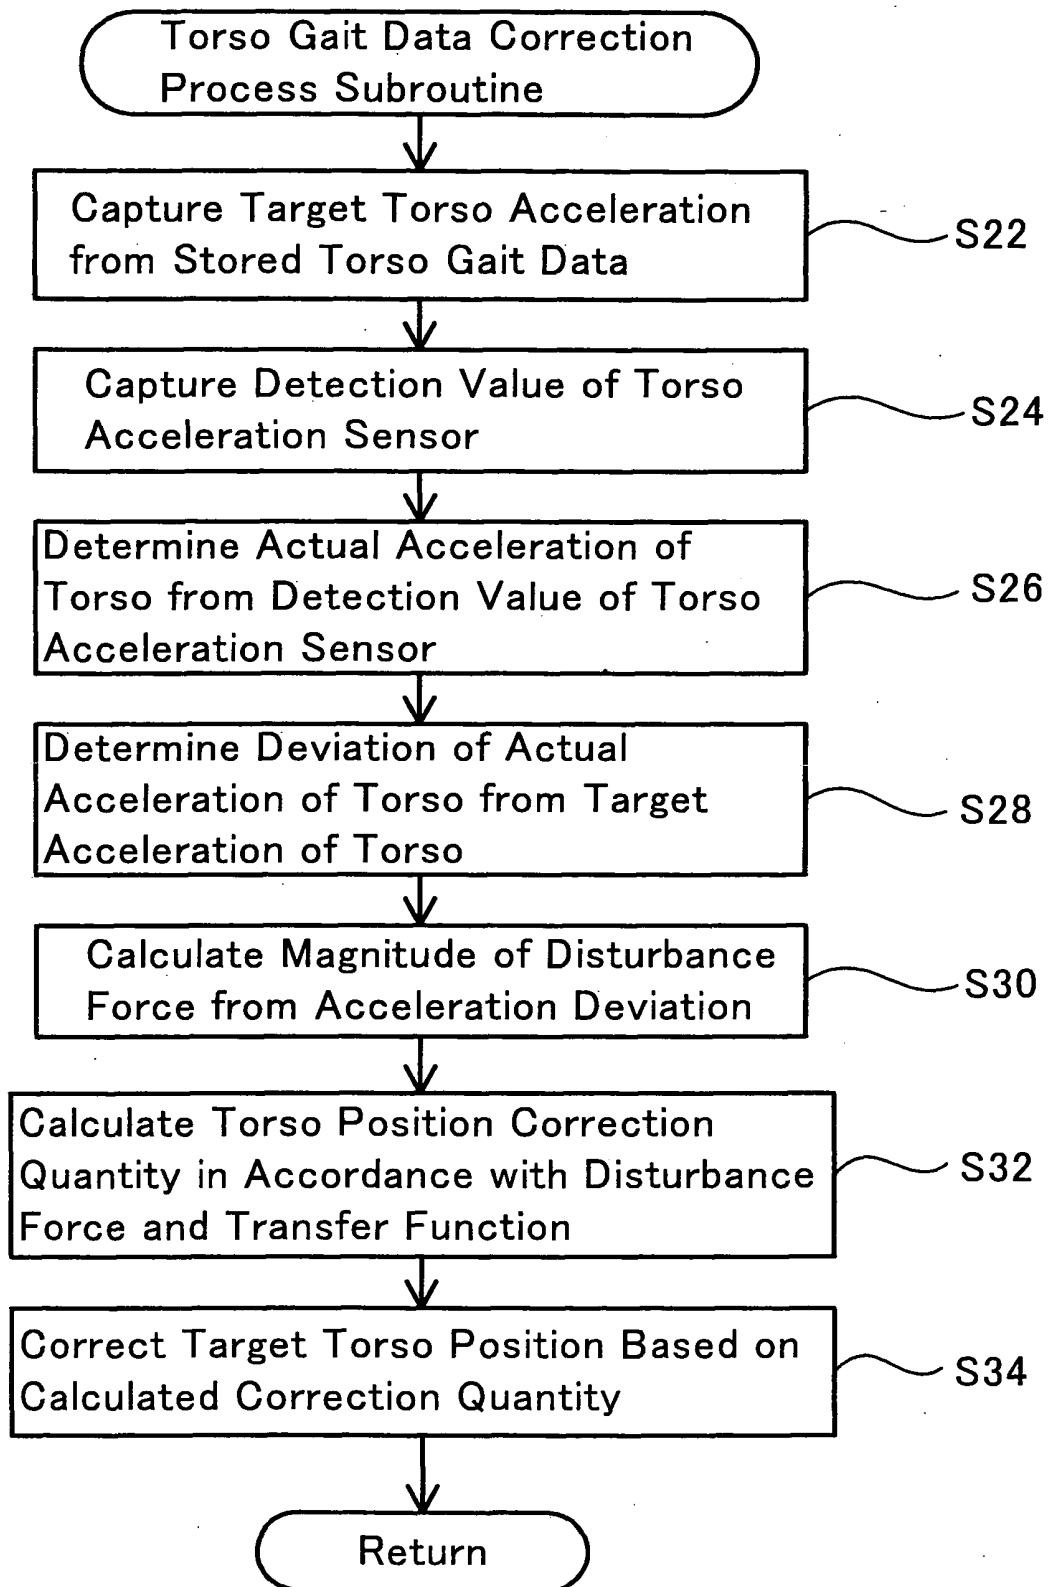 Torso Gait Data Correction
Process Subroutine
Capture Target Torso Acceleration
from Stored Torso Gait Data
S22
Capture Detection Value of Torso
Acceleration Sensor
S24
Determine Actual Acceleration of
Torso from Detection Value of Torso
Acceleration Sensor
S26
Determine Deviation of Actual
Acceleration of Torso from Target
Acceleration of Torso
S28
Calculate Magnitude of Disturbance
Force from Acceleration Deviation
S30
Calculate Torso Position Correction
Quantity in Accordance with Disturbance
Force and Transfer Function
S32
Correct Target Torso Position Based on
Calculated Correction Quantity
S34
Return